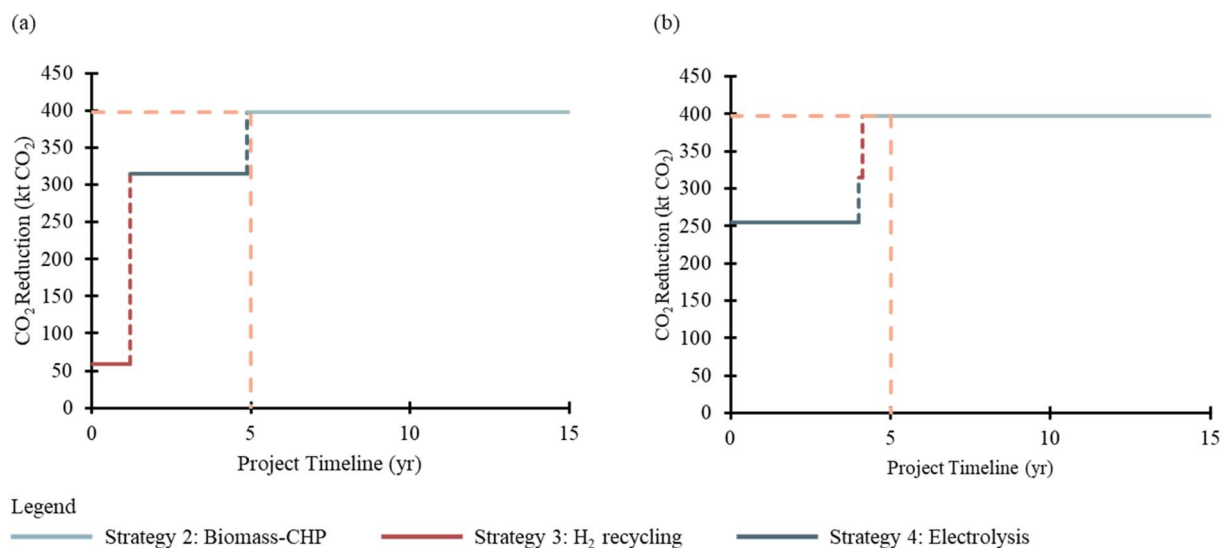 (a)
(b)
CO₂ Reduction (kt CO₂)
450
400
350
300
250
200
150
100
50
0
0 5 10 15
Project Timeline (yr)
CO₂ Reduction (kt CO₂)
450
400
350
300
250
200
150
100
50
0
0 5 10 15
Project Timeline (yr)
Legend
Strategy 2: Biomass-CHP Strategy 3: H₂ recycling Strategy 4: Electrolysis